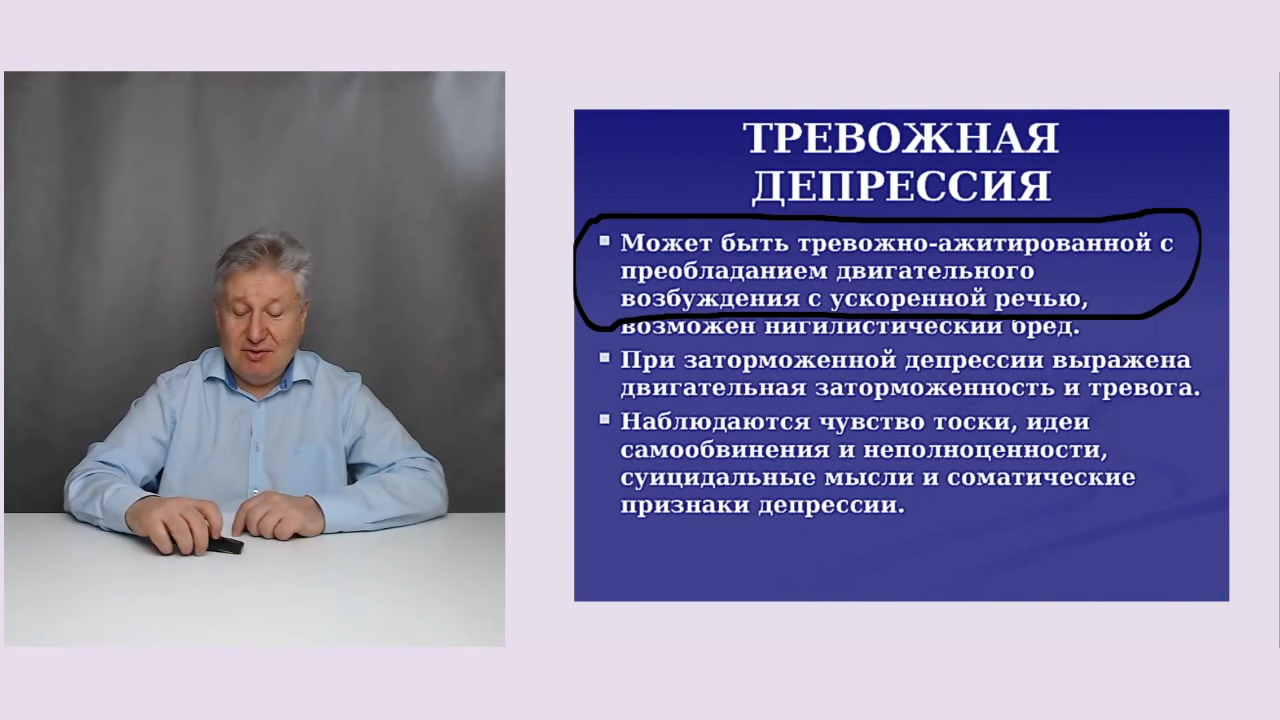 ТРЕВОЖНАЯ
ДЕПРЕССИЯ
Может быть тревожно-ажитированной с
преобладанием двигательного
возбуждения с ускоренной речью,
возможен нигилистический бред.
При заторможенной депрессии выражена
двигательная заторможенность и тревога.
Наблюдаются чувство тоски, идеи
самообвинения и неполноценности,
суицидальные мысли и соматические
признаки депрессии.